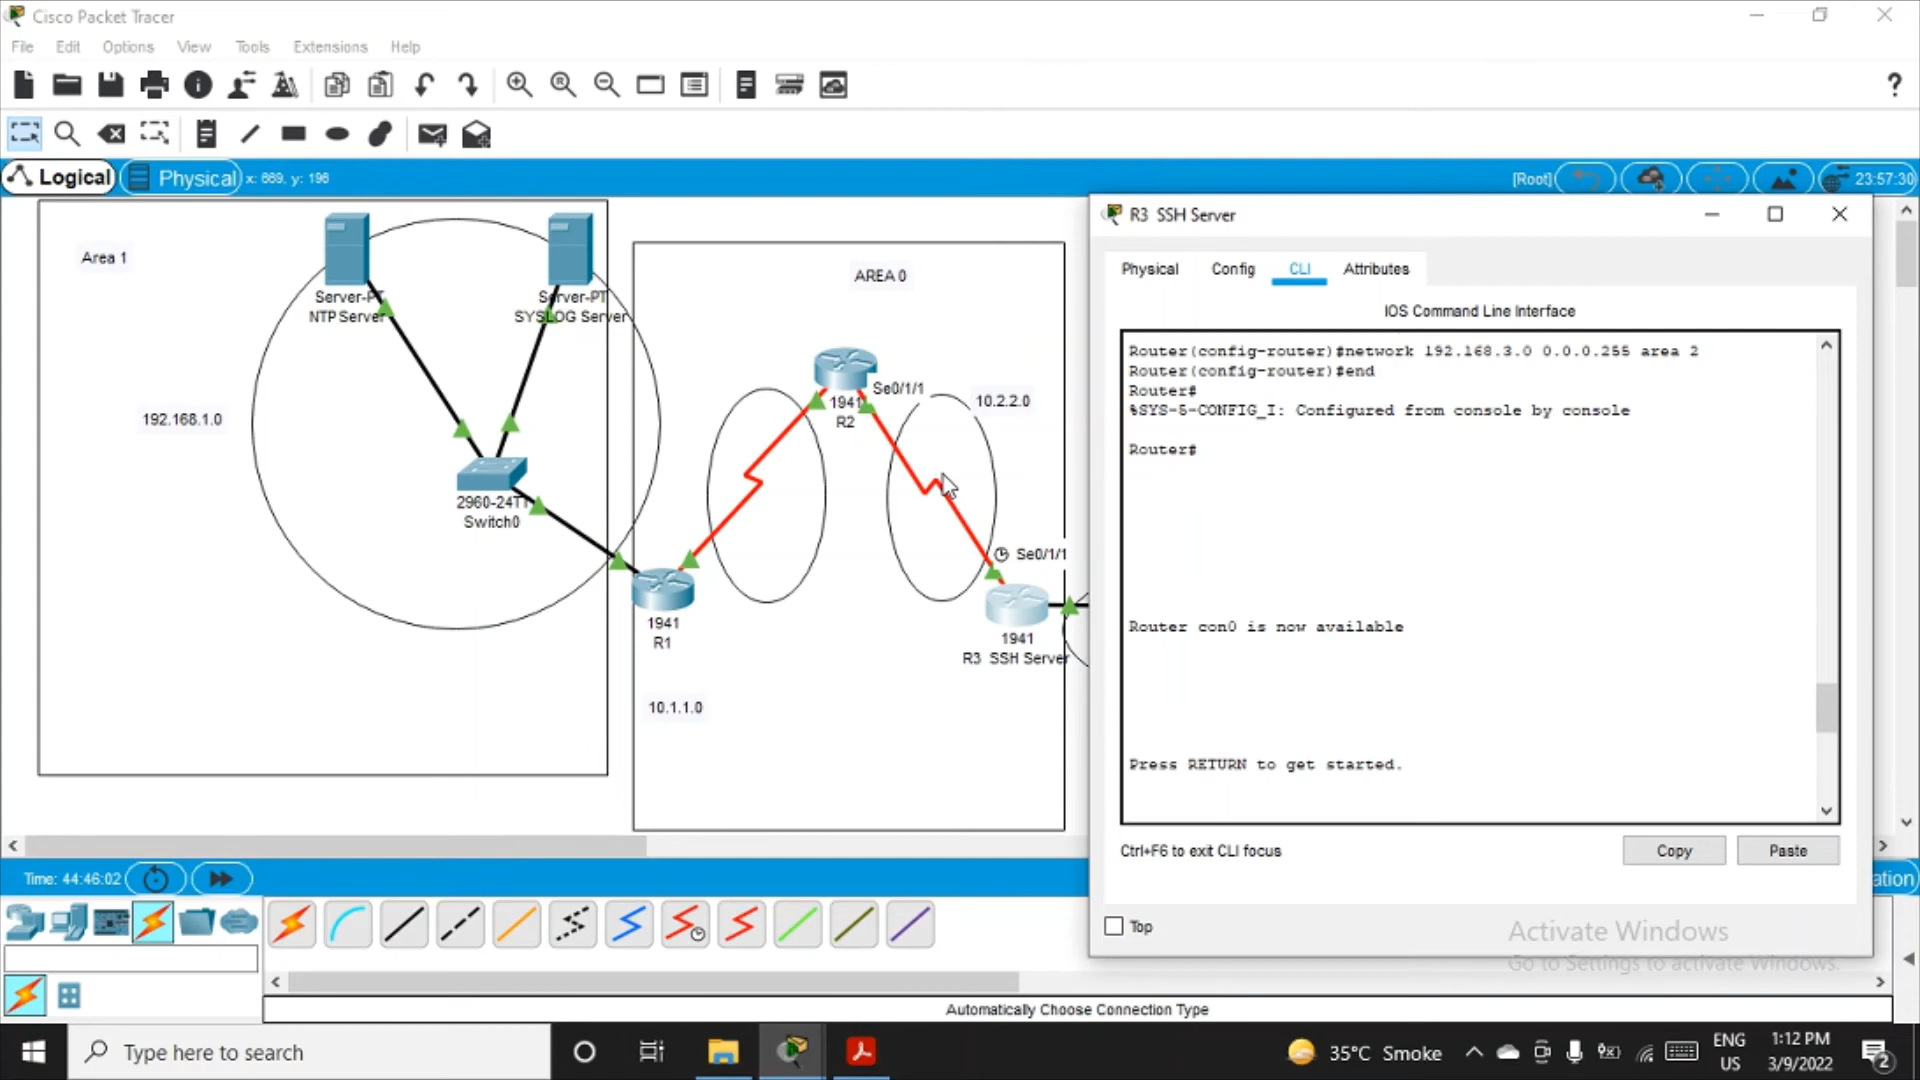 Cisco Packet Tracer
File Edit Options View Tools Extensions Help
?
Logical Physical x: 669, y: 196 [Root] 23:57:30
Area 1
Server-PT
NTP Server
Server-PT
SYSLOG Server
192.168.1.0
2960-24TT
Switch0
AREA 0
Se0/1/1
10.2.2.0
1941
R2
Se0/1/1
1941
R1
1941
R3 SSH Server
10.1.1.0
R3 SSH Server
Physical Config CLI Attributes
IOS Command Line Interface
Router(config-router)#network 192.168.3.0 0.0.0.255 area 2
Router(config-router)#end
Router#
%SYS-5-CONFIG_I: Configured from console by console
Router#
Router con0 is now available
Press RETURN to get started.
Ctrl+F6 to exit CLI focus
Copy Paste
Top
Time: 44:46:02
ation
Activate Windows
Go to Settings to activate Windows.
Automatically Choose Connection Type
Type here to search
35°C Smoke
ENG
US
1:12 PM
3/9/2022
2